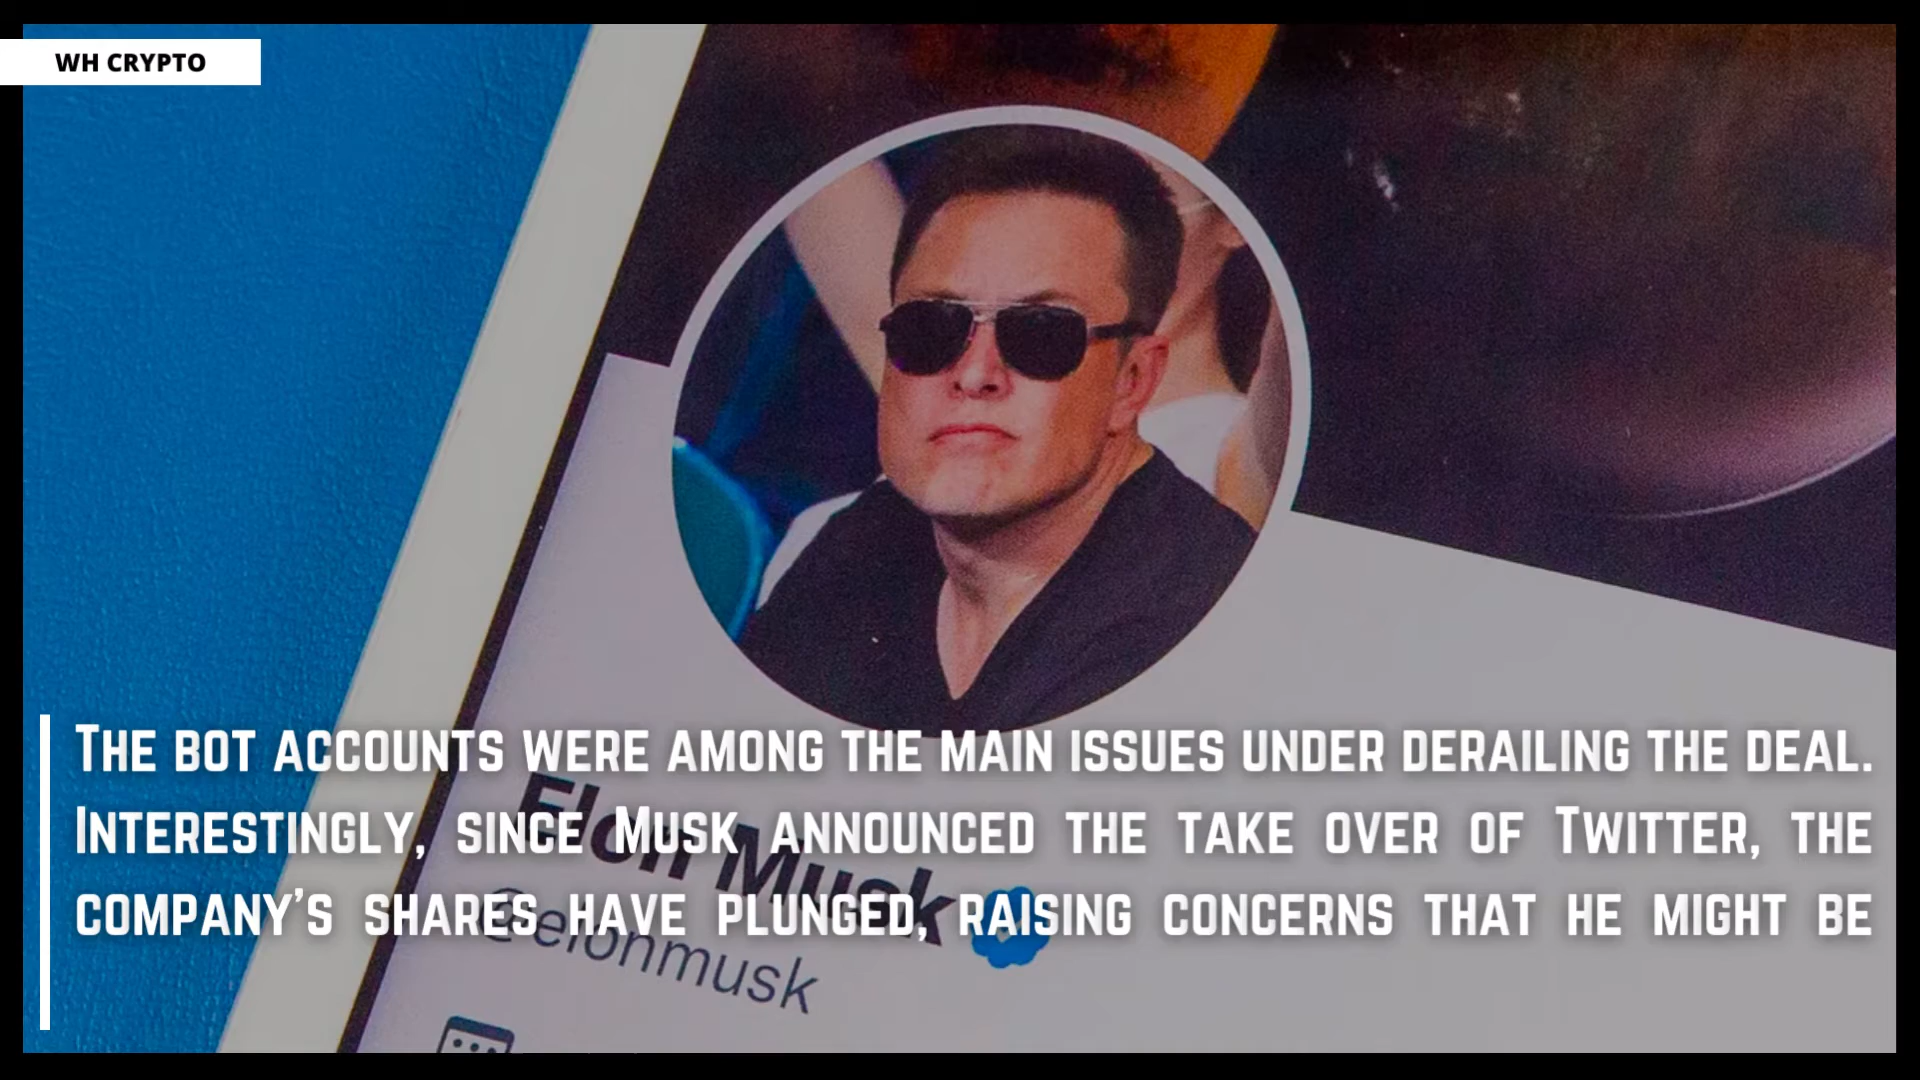 WH CRYPTO
The bot accounts were among the main issues under derailing the deal.
Interestingly, since Musk announced the take over of Twitter, the
company's shares have plunged, raising concerns that he might be
Elon Musk
@elonmusk